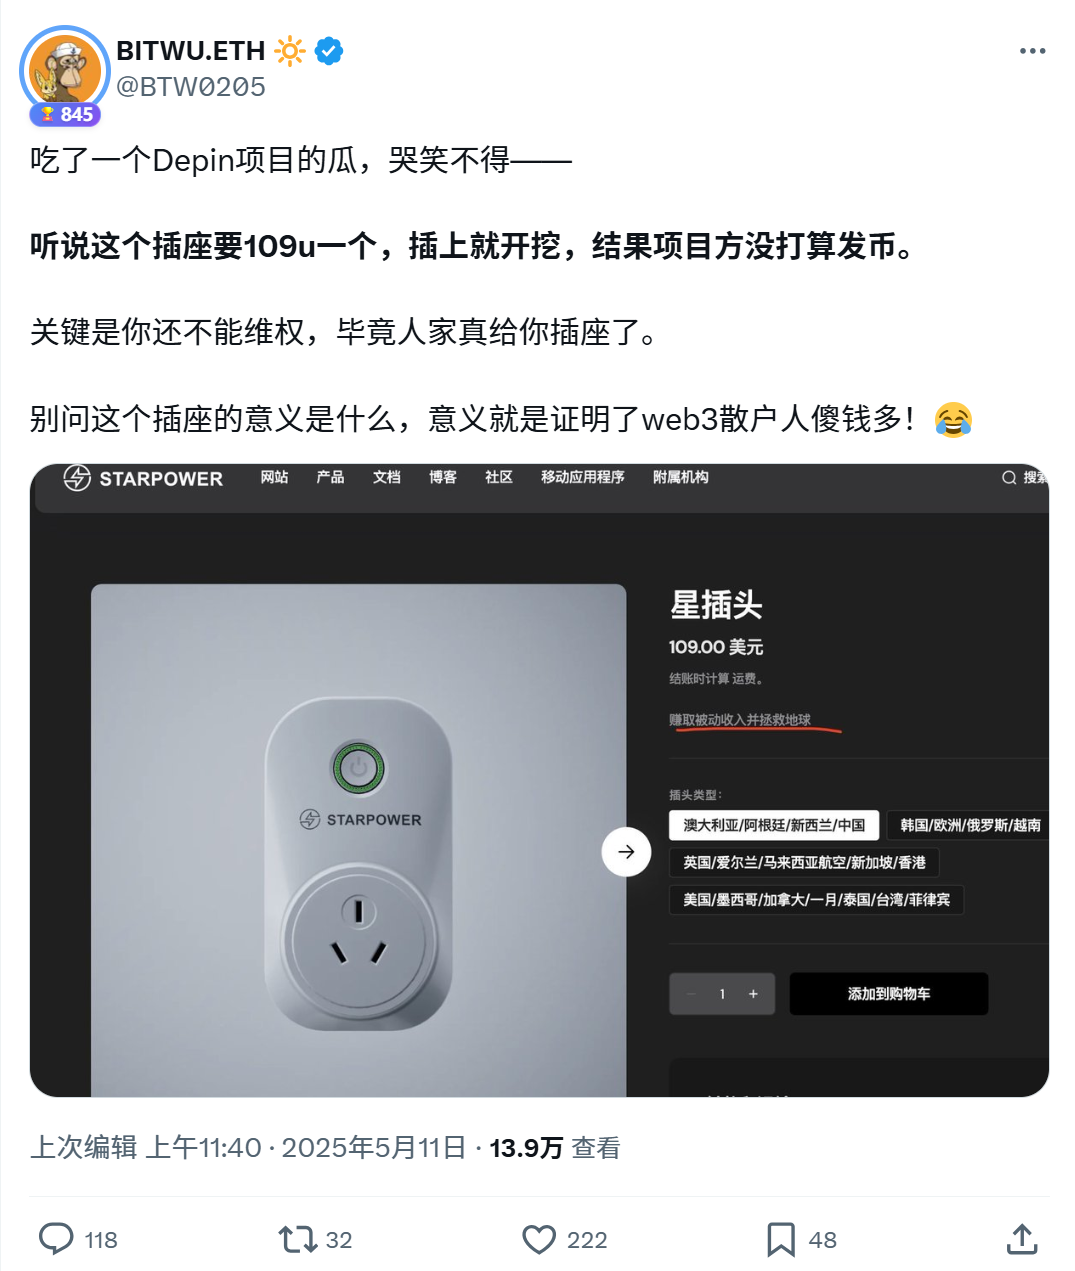 BITWU.ETH
@BTW0205
845
吃了一个Depin项目的瓜，哭笑不得——
听说这个插座要109u一个，插上就开挖，结果项目方没打算发币。
关键是你还不能维权，毕竟人家真给你插座了。
别问这个插座的意义是什么，意义就是证明了web3散户人傻钱多！😂
STARPOWER 网站 产品 文档 博客 社区 移动应用程序 附属机构 搜索
星插头
109.00 美元
结账时计算 运费。
赚取被动收入并拯救地球
STARPOWER
插头类型：
澳大利亚/阿根廷/新西兰/中国 韩国/欧洲/俄罗斯/越南
英国/爱尔兰/马来西亚航空/新加坡/香港
美国/墨西哥/加拿大/一月/泰国/台湾/菲律宾
− 1 +
添加到购物车
上次编辑 上午11:40 · 2025年5月11日 · 13.9万 查看
118 32 222 48